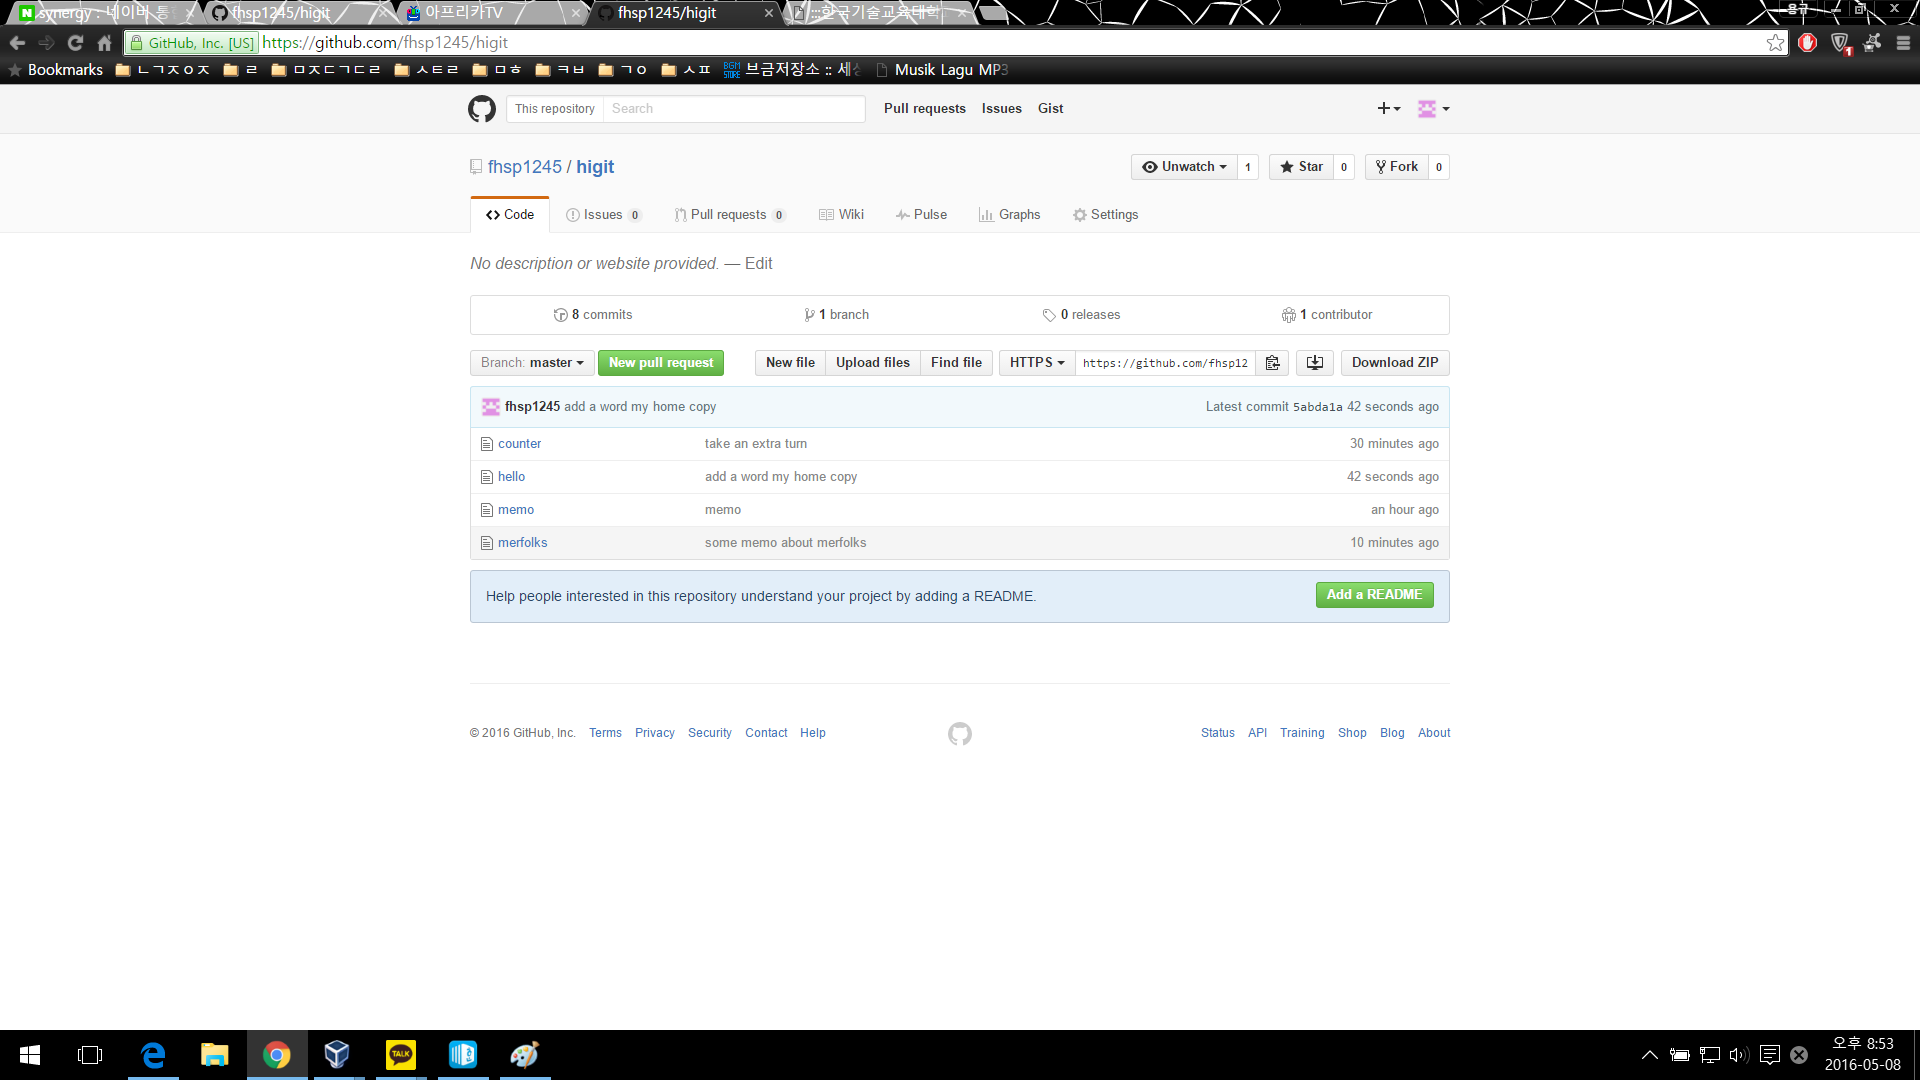 synergy : 네이버 통
fhsp1245/higit
아프리카TV
fhsp1245/higit
:::한국기술교육대학
용규
GitHub, Inc. [US] https://github.com/fhsp1245/higit
1
Bookmarks ㄴㄱㅈㅇㅈ ㄹ ㅁㅈㄷㄱㄷㄹ ㅅㅌㄹ ㅁㅎ ㅋㅂ ㄱㅇ ㅅㅍ BGM STORE 브금저장소 :: 세상 Musik Lagu MP3
This repository Search Pull requests Issues Gist
fhsp1245 / higit Unwatch 1 Star 0 Fork 0
Code Issues 0 Pull requests 0 Wiki Pulse Graphs Settings
No description or website provided. — Edit
8 commits 1 branch 0 releases 1 contributor
Branch: master New pull request New file Upload files Find file HTTPS https://github.com/fhsp12 Download ZIP
fhsp1245 add a word my home copy Latest commit 5abda1a 42 seconds ago
counter take an extra turn 30 minutes ago
hello add a word my home copy 42 seconds ago
memo memo an hour ago
merfolks some memo about merfolks 10 minutes ago
Help people interested in this repository understand your project by adding a README. Add a README
© 2016 GitHub, Inc. Terms Privacy Security Contact Help Status API Training Shop Blog About
TALK
오후 8:53
2016-05-08